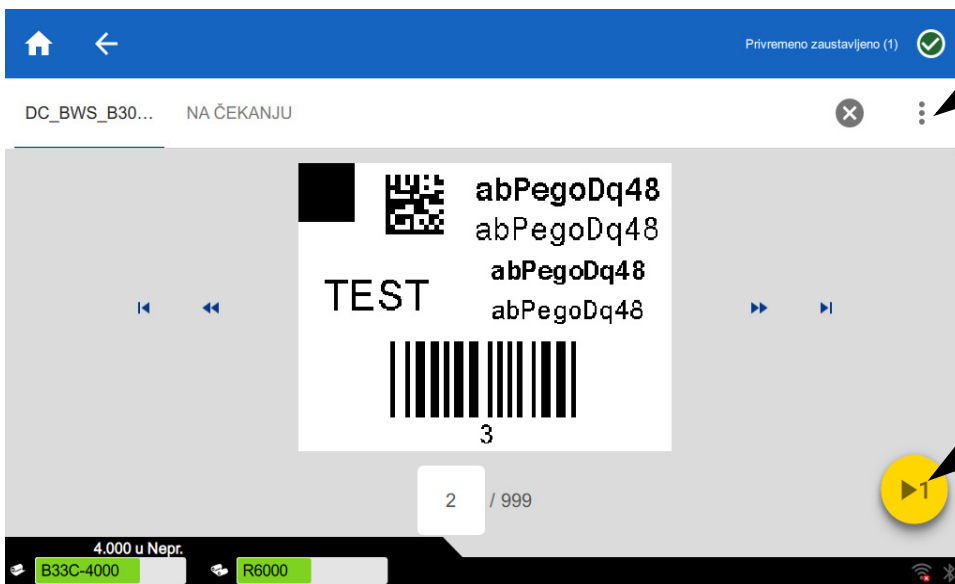 Privremeno zaustavljeno (1)
DC_BWS_B30... NA ČEKANJU
abPegoDq48
abPegoDq48
TEST
abPegoDq48
abPegoDq48
3
2 / 999
1
4.000 u Nepr.
B33C-4000 R6000